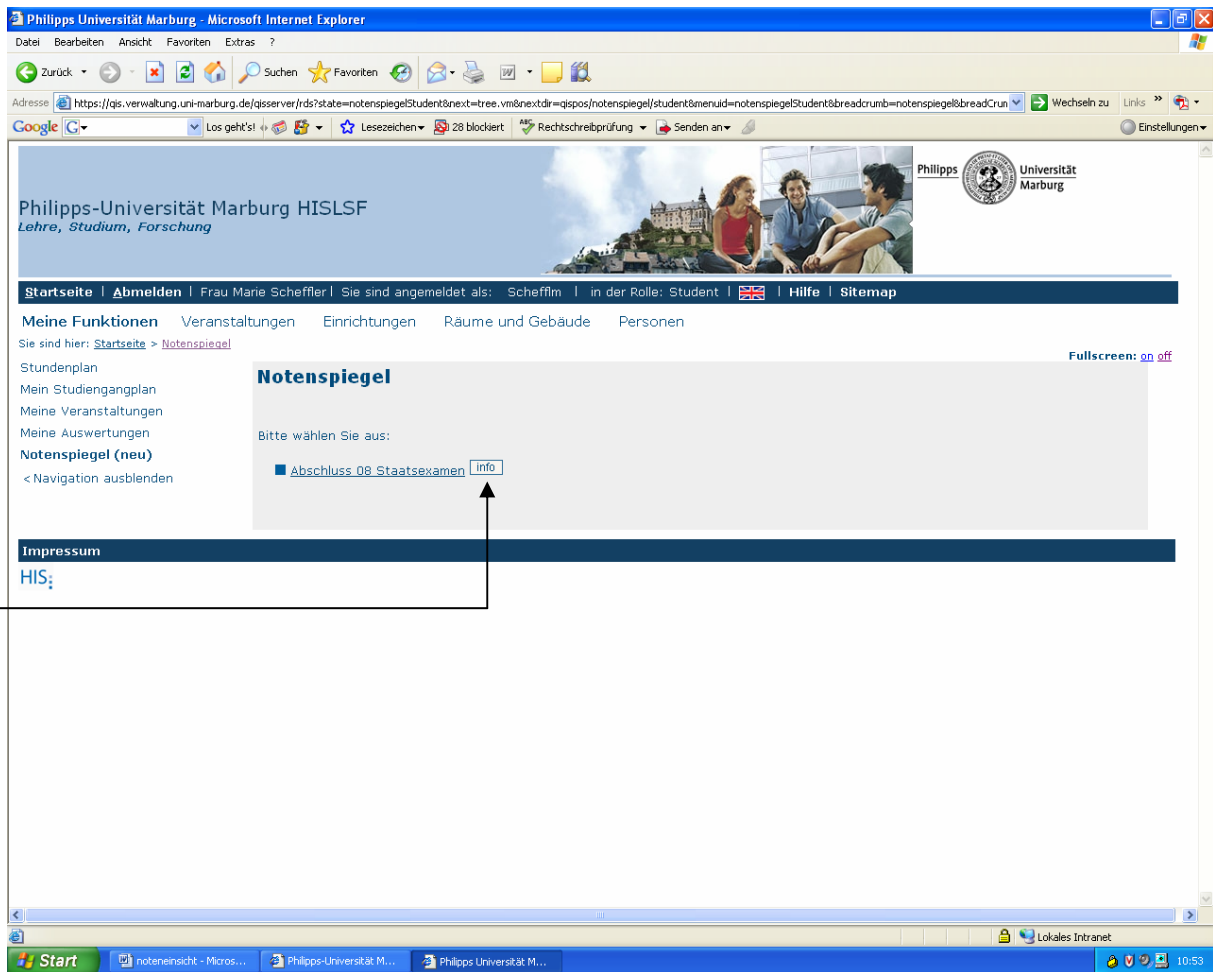 Philipps Universität Marburg - Microsoft Internet Explorer
Datei Bearbeiten Ansicht Favoriten Extras ?
Zurück Suchen Favoriten
Adresse https://qis.verwaltung.uni-marburg.de/qisserver/rds?state=notenspiegelStudent&next=tree.vm&nextdir=qispos/notenspiegel/student&menuid=notenspiegelStudent&breadcrumb=notenspiegel&breadCrun Wechseln zu Links »
Google G Los geht's! Lesezeichen 28 blockiert ABC Rechtschreibprüfung Senden an Einstellungen
Philipps Universität
Marburg
Philipps-Universität Marburg HISLSF
Lehre, Studium, Forschung
Startseite | Abmelden | Frau Marie Scheffler | Sie sind angemeldet als: Schefflm | in der Rolle: Student | | Hilfe | Sitemap
Meine Funktionen Veranstaltungen Einrichtungen Räume und Gebäude Personen
Sie sind hier: Startseite > Notenspiegel
Fullscreen: on off
Stundenplan
Mein Studiengangplan
Meine Veranstaltungen
Meine Auswertungen
Notenspiegel (neu)
< Navigation ausblenden
Notenspiegel
Bitte wählen Sie aus:
Abschluss 08 Staatsexamen info
Impressum
HIS
Lokales Intranet
Start noteneinsicht - Micros... Philipps-Universität M... Philipps Universität M... 10:53